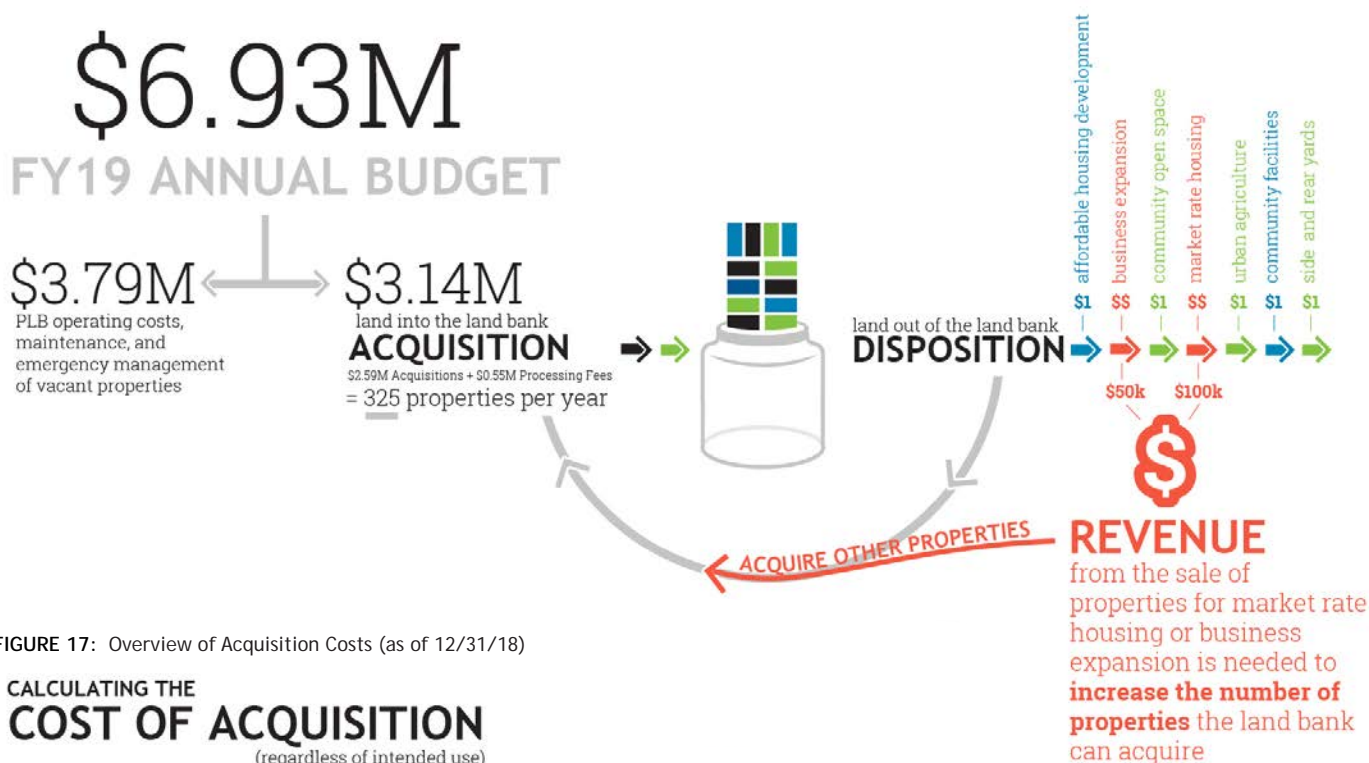 $6.93M
FY19 ANNUAL BUDGET
$3.79M
PLB operating costs,
maintenance, and
emergency management
of vacant properties
$3.14M
land into the land bank
ACQUISITION
$2.59M Acquisitions + $0.55M Processing Fees
= 325 properties per year
land out of the land bank
DISPOSITION
$1 affordable housing development
$$ business expansion
$1 community open space
$$ market rate housing
$1 urban agriculture
$1 community facilities
$1 side and rear yards
$50k
$100k
REVENUE
from the sale of
properties for market rate
housing or business
expansion is needed to
increase the number of
properties the land bank
can acquire
ACQUIRE OTHER PROPERTIES
FIGURE 17: Overview of Acquisition Costs (as of 12/31/18)
CALCULATING THE
COST OF ACQUISITION
(regardless of intended use)